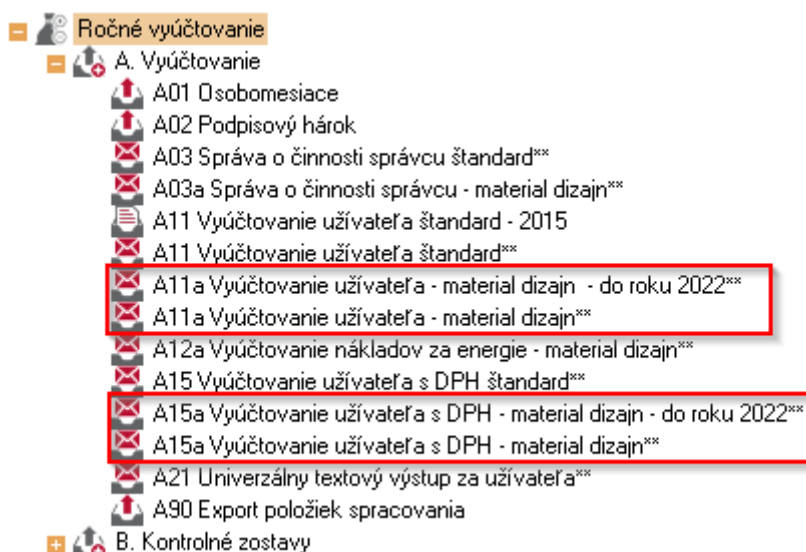 Ročné vyúčtovanie
A. Vyúčtovanie
A01 Osobomesiace
A02 Podpisový hárok
A03 Správa o činnosti správcu štandard**
A03a Správa o činnosti správcu - material dizajn**
A11 Vyúčtovanie užívateľa štandard - 2015
A11 Vyúčtovanie užívateľa štandard**
A11a Vyúčtovanie užívateľa - material dizajn - do roku 2022**
A11a Vyúčtovanie užívateľa - material dizajn**
A12a Vyúčtovanie nákladov za energie - material dizajn**
A15 Vyúčtovanie užívateľa s DPH štandard**
A15a Vyúčtovanie užívateľa s DPH - material dizajn - do roku 2022**
A15a Vyúčtovanie užívateľa s DPH - material dizajn**
A21 Univerzálny textový výstup za užívateľa**
A90 Export položiek spracovania
B. Kontrolné zostavy